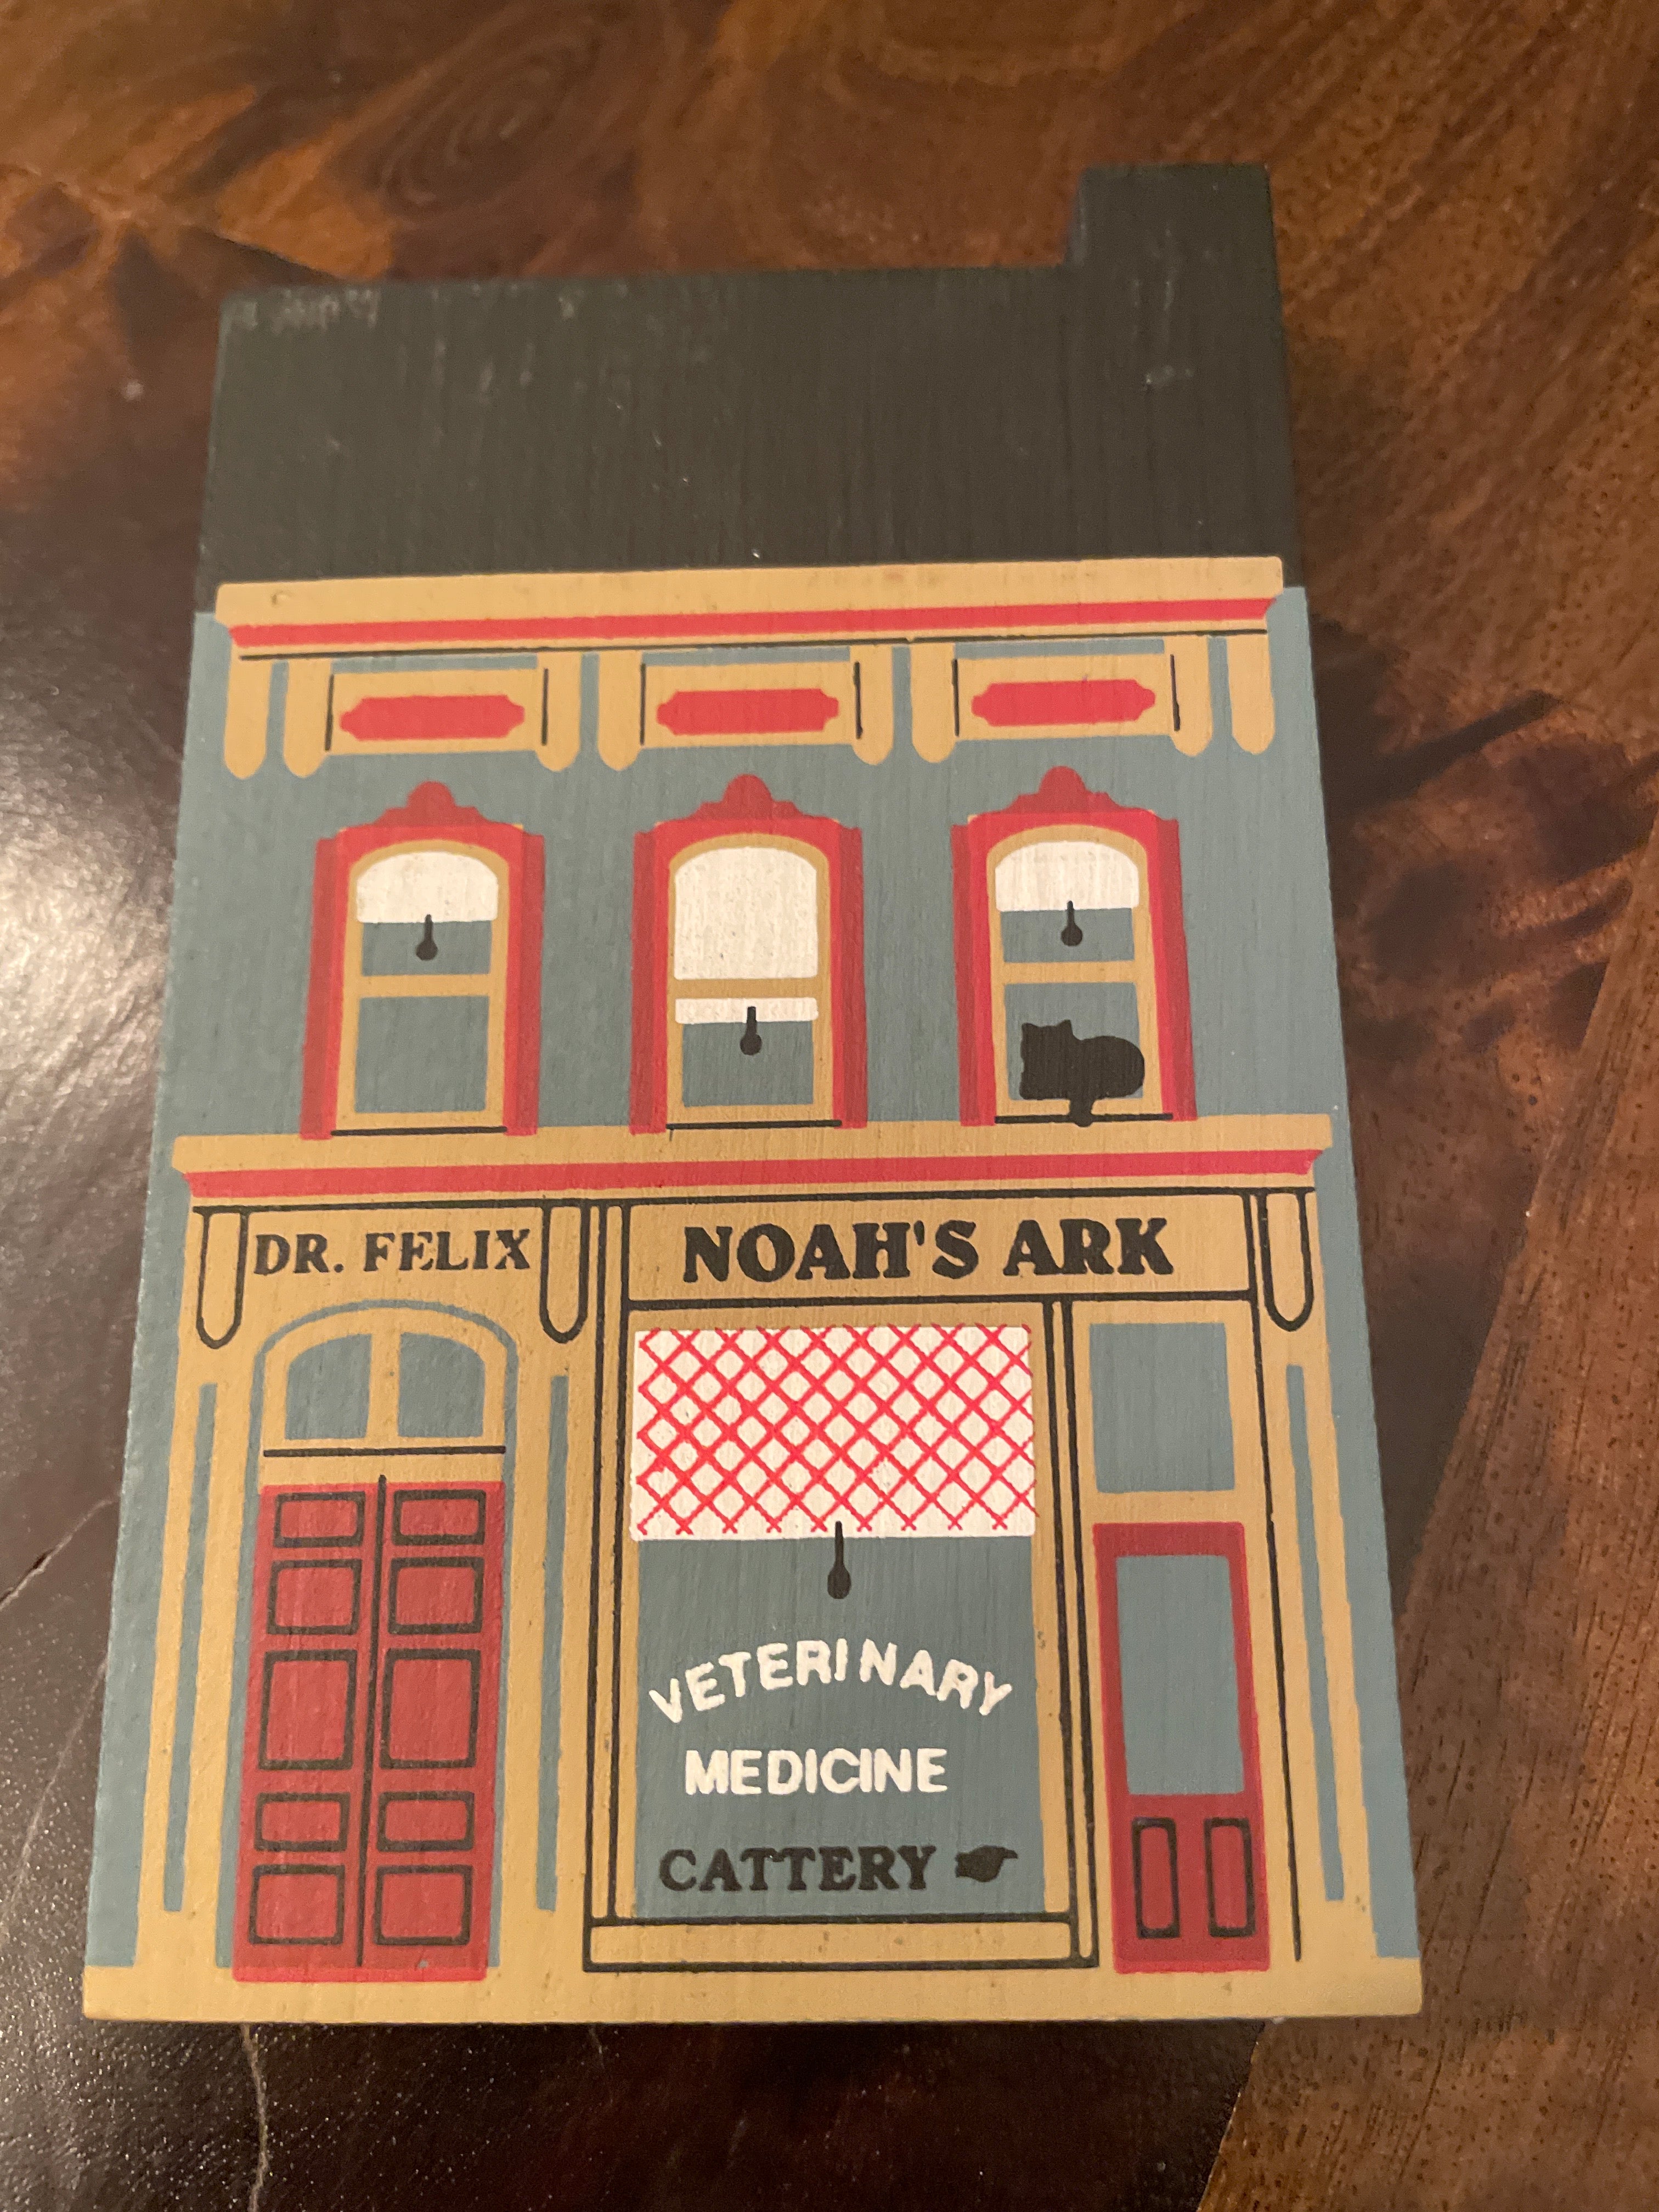 DR. FELIX
NOAH'S ARK
VETERINARY
MEDICINE
CATTERY